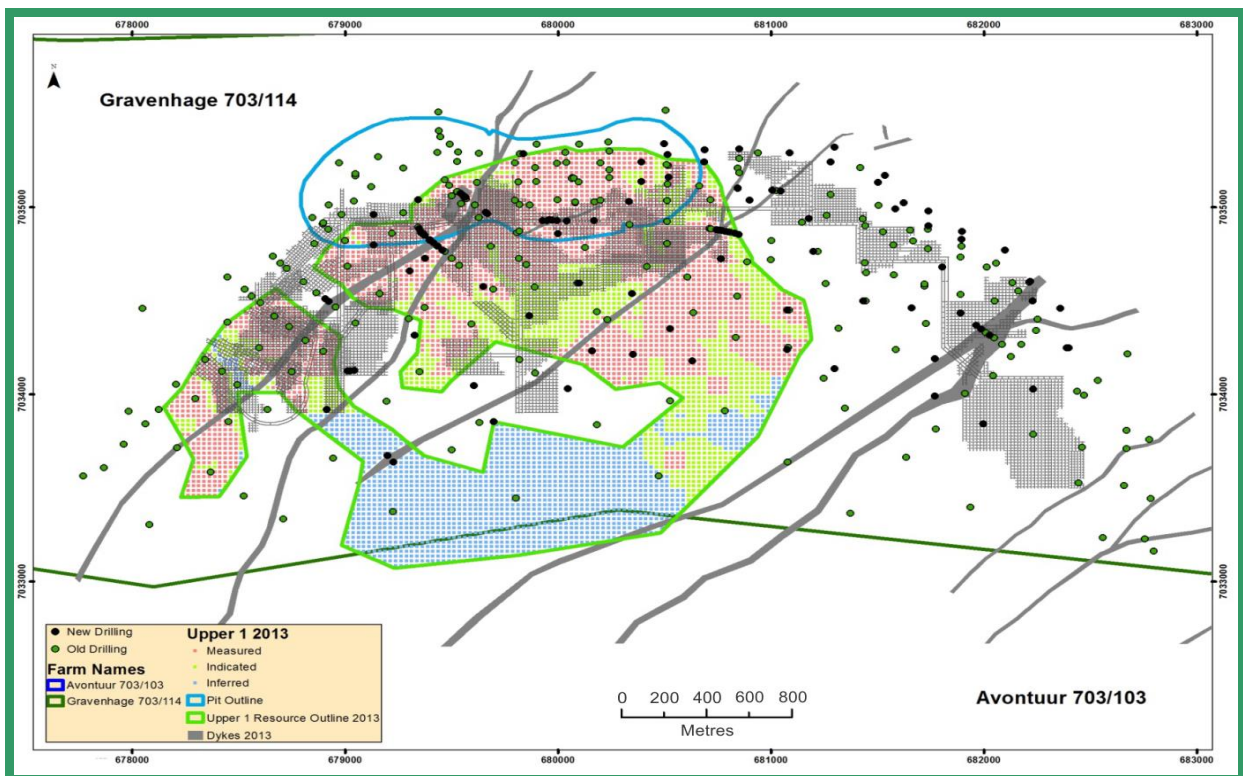 678000 679000 680000 681000 682000 683000
N
Gravenhage 703/114
7035000 7035000
7034000 7034000
7033000 7033000
New Drilling
Old Drilling
Farm Names
Avontuur 703/103
Gravenhage 703/114
Upper 1 2013
Measured
Indicated
Inferred
Pit Outline
Upper 1 Resource Outline 2013
Dykes 2013
0 200 400 600 800
Metres
Avontuur 703/103
678000 679000 680000 681000 682000 683000